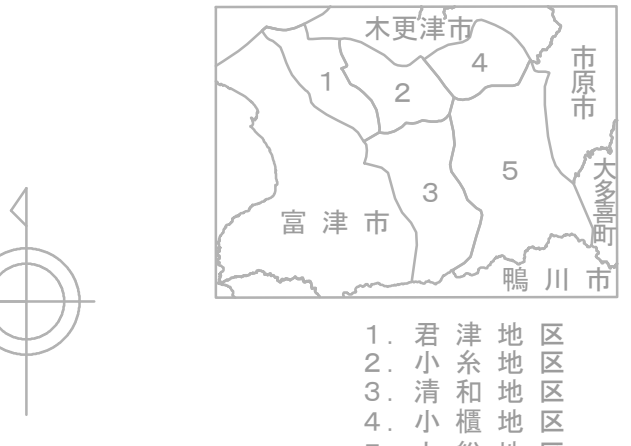 木更津市
市原市
1
2
4
大多喜町
5
3
富津市
鴨川市
1. 君津地区
2. 小糸地区
3. 清和地区
4. 小櫃地区